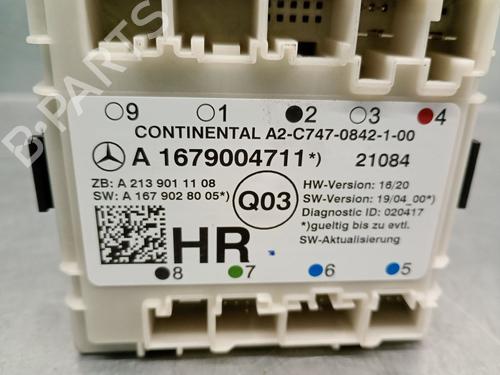 9 1 2 3 4
CONTINENTAL A2-C747-0842-1-00
A 1679004711*) 21084
ZB: A 213 901 11 08
SW: A 167 902 80 05*)
Q03
HW-Version: 16/20
SW-Version: 19/04_00*)
Diagnostic ID: 020417
*)gueltig bis zu evtl.
SW-Aktualisierung
HR
8 7 6 5
B-PARTS